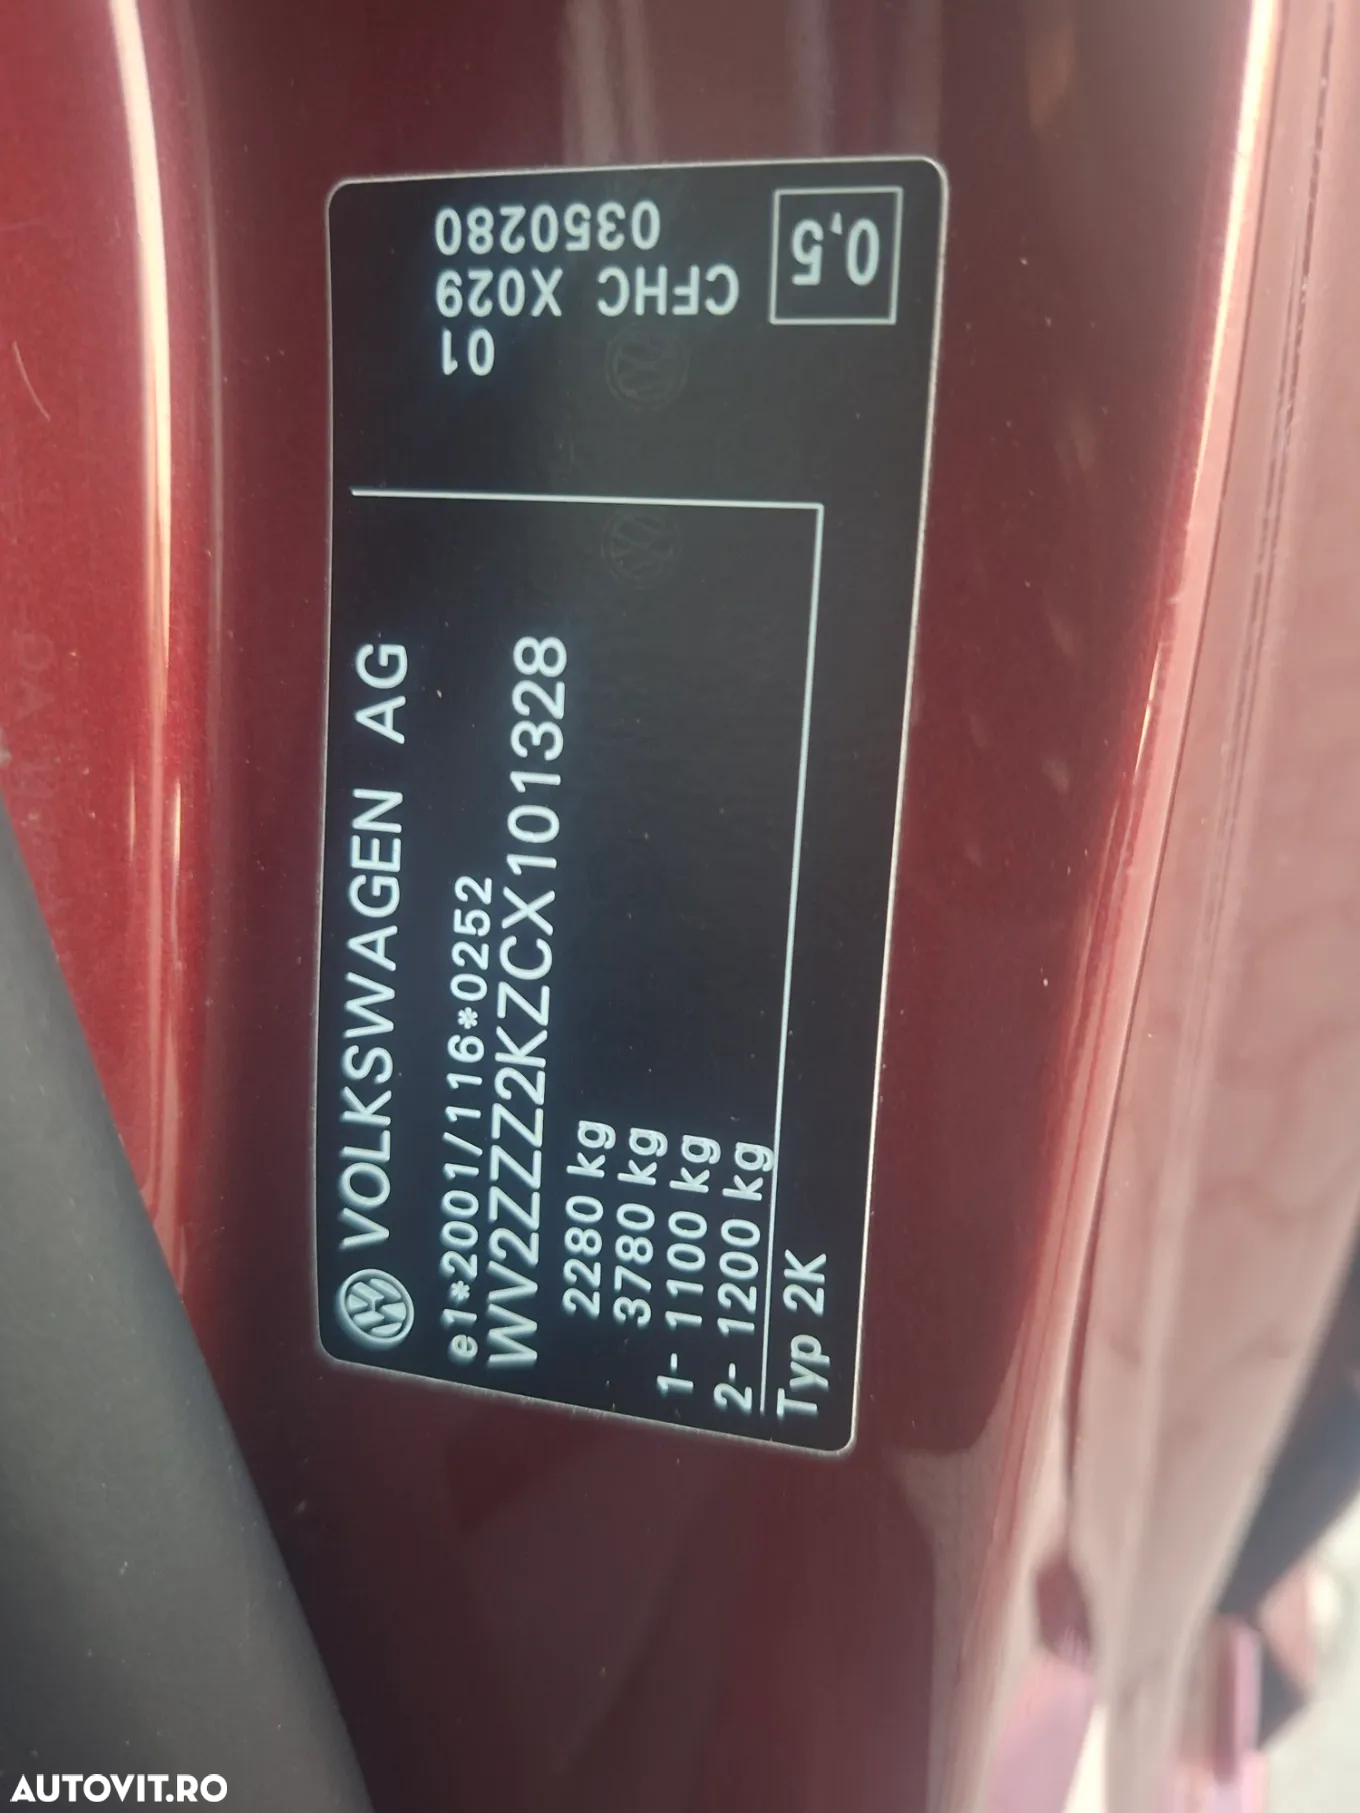 VOLKSWAGEN AG
e1*2001/116*0252
WV2ZZZ2KZCX101328
2280 kg
3780 kg
1- 1100 kg
2- 1200 kg
Typ 2K
0350280
CFHC X029
01
0,5
AUTOVIT.RO